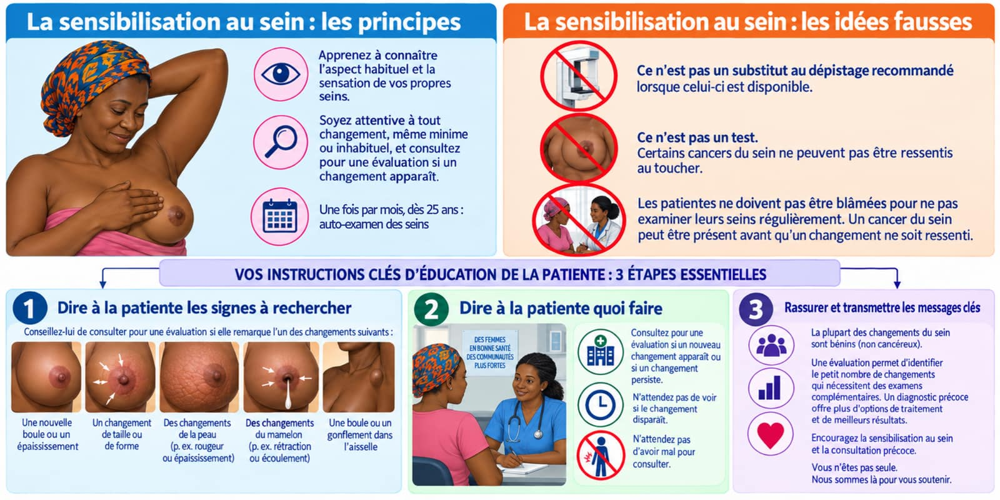 La sensibilisation au sein : les principes
Apprenez à connaître
l'aspect habituel et la
sensation de vos propres
seins.
Soyez attentive à tout
changement, même minime
ou inhabituel, et consultez
pour une évaluation si un
changement apparaît.
Une fois par mois, dès 25 ans :
auto-examen des seins
La sensibilisation au sein : les idées fausses
Ce n'est pas un substitut au dépistage recommandé
lorsque celui-ci est disponible.
Ce n'est pas un test.
Certains cancers du sein ne peuvent pas être ressentis
au toucher.
Les patientes ne doivent pas être blâmées pour ne pas
examiner leurs seins régulièrement. Un cancer du sein
peut être présent avant qu'un changement ne soit ressenti.
VOS INSTRUCTIONS CLÉS D'ÉDUCATION DE LA PATIENTE : 3 ÉTAPES ESSENTIELLES
1 Dire à la patiente les signes à rechercher
Conseillez-lui de consulter pour une évaluation si elle remarque l'un des changements suivants :
Une nouvelle
boule ou un
épaississement
Un changement
de taille ou
de forme
Des changements
de la peau
(p. ex. rougeur
ou épaississement)
Des changements
du mamelon
(p. ex. rétraction
ou écoulement)
Une boule ou un
gonflement dans
l'aisselle
2 Dire à la patiente quoi faire
DES FEMMES
EN BONNE SANTÉ
DES COMMUNAUTÉS
PLUS FORTES
Consultez pour une
évaluation si un nouveau
changement apparaît ou
si un changement
persiste.
N'attendez pas de voir
si le changement
disparaît.
N'attendez pas
d'avoir mal pour
consulter.
3 Rassurer et transmettre les messages clés
La plupart des changements du sein
sont bénins (non cancéreux).
Une évaluation permet d'identifier
le petit nombre de changements
qui nécessitent des examens
complémentaires. Un diagnostic précoce
offre plus d'options de traitement
et de meilleurs résultats.
Encouragez la sensibilisation au sein
et la consultation précoce.
Vous n'êtes pas seule.
Nous sommes là pour vous soutenir.